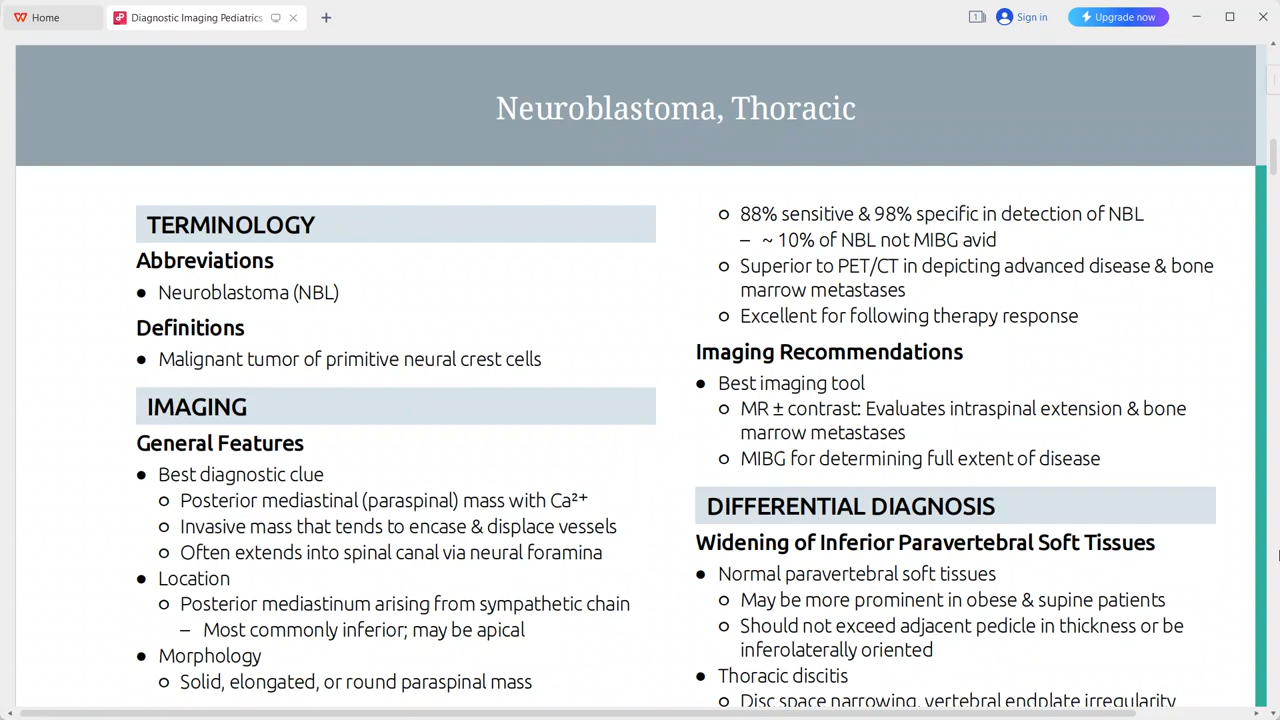 Home
Diagnostic Imaging Pediatrics
1
Sign in
Upgrade now
Neuroblastoma, Thoracic
TERMINOLOGY
Abbreviations
● Neuroblastoma (NBL)
Definitions
● Malignant tumor of primitive neural crest cells
IMAGING
General Features
● Best diagnostic clue
○ Posterior mediastinal (paraspinal) mass with Ca²⁺
○ Invasive mass that tends to encase & displace vessels
○ Often extends into spinal canal via neural foramina
● Location
○ Posterior mediastinum arising from sympathetic chain
– Most commonly inferior; may be apical
● Morphology
○ Solid, elongated, or round paraspinal mass
○ 88% sensitive & 98% specific in detection of NBL
– ~ 10% of NBL not MIBG avid
○ Superior to PET/CT in depicting advanced disease & bone
marrow metastases
○ Excellent for following therapy response
Imaging Recommendations
● Best imaging tool
○ MR ± contrast: Evaluates intraspinal extension & bone
marrow metastases
○ MIBG for determining full extent of disease
DIFFERENTIAL DIAGNOSIS
Widening of Inferior Paravertebral Soft Tissues
● Normal paravertebral soft tissues
○ May be more prominent in obese & supine patients
○ Should not exceed adjacent pedicle in thickness or be
inferolaterally oriented
● Thoracic discitis
○ Disc space narrowing, vertebral endplate irregularity